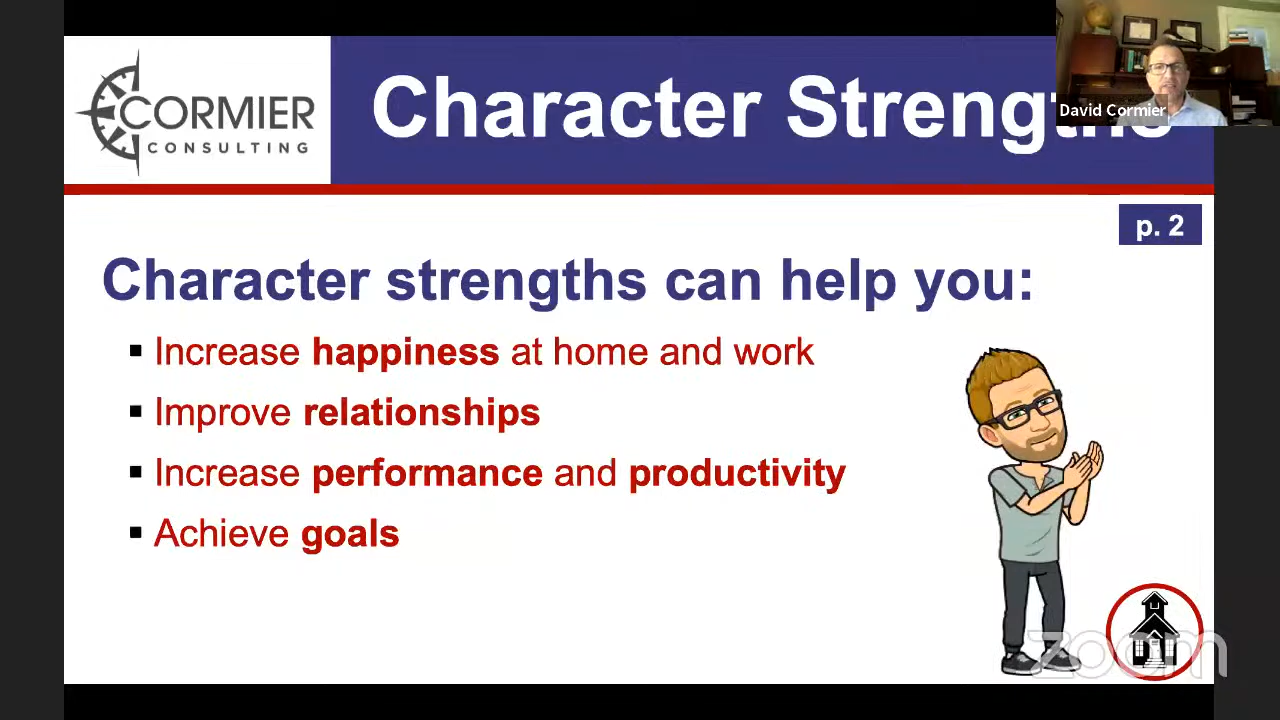 CORMIER
CONSULTING
Character Strengths
David Cormier
p. 2
Character strengths can help you:
Increase happiness at home and work
Improve relationships
Increase performance and productivity
Achieve goals
zoom